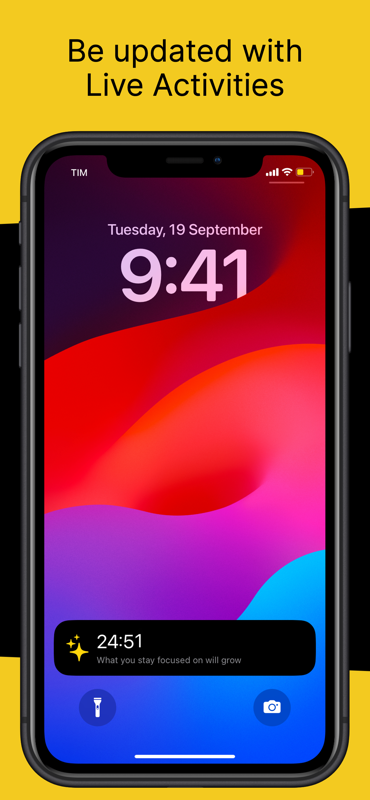 Be updated with
Live Activities
TIM
Tuesday, 19 September
9:41
24:51
What you stay focused on will grow